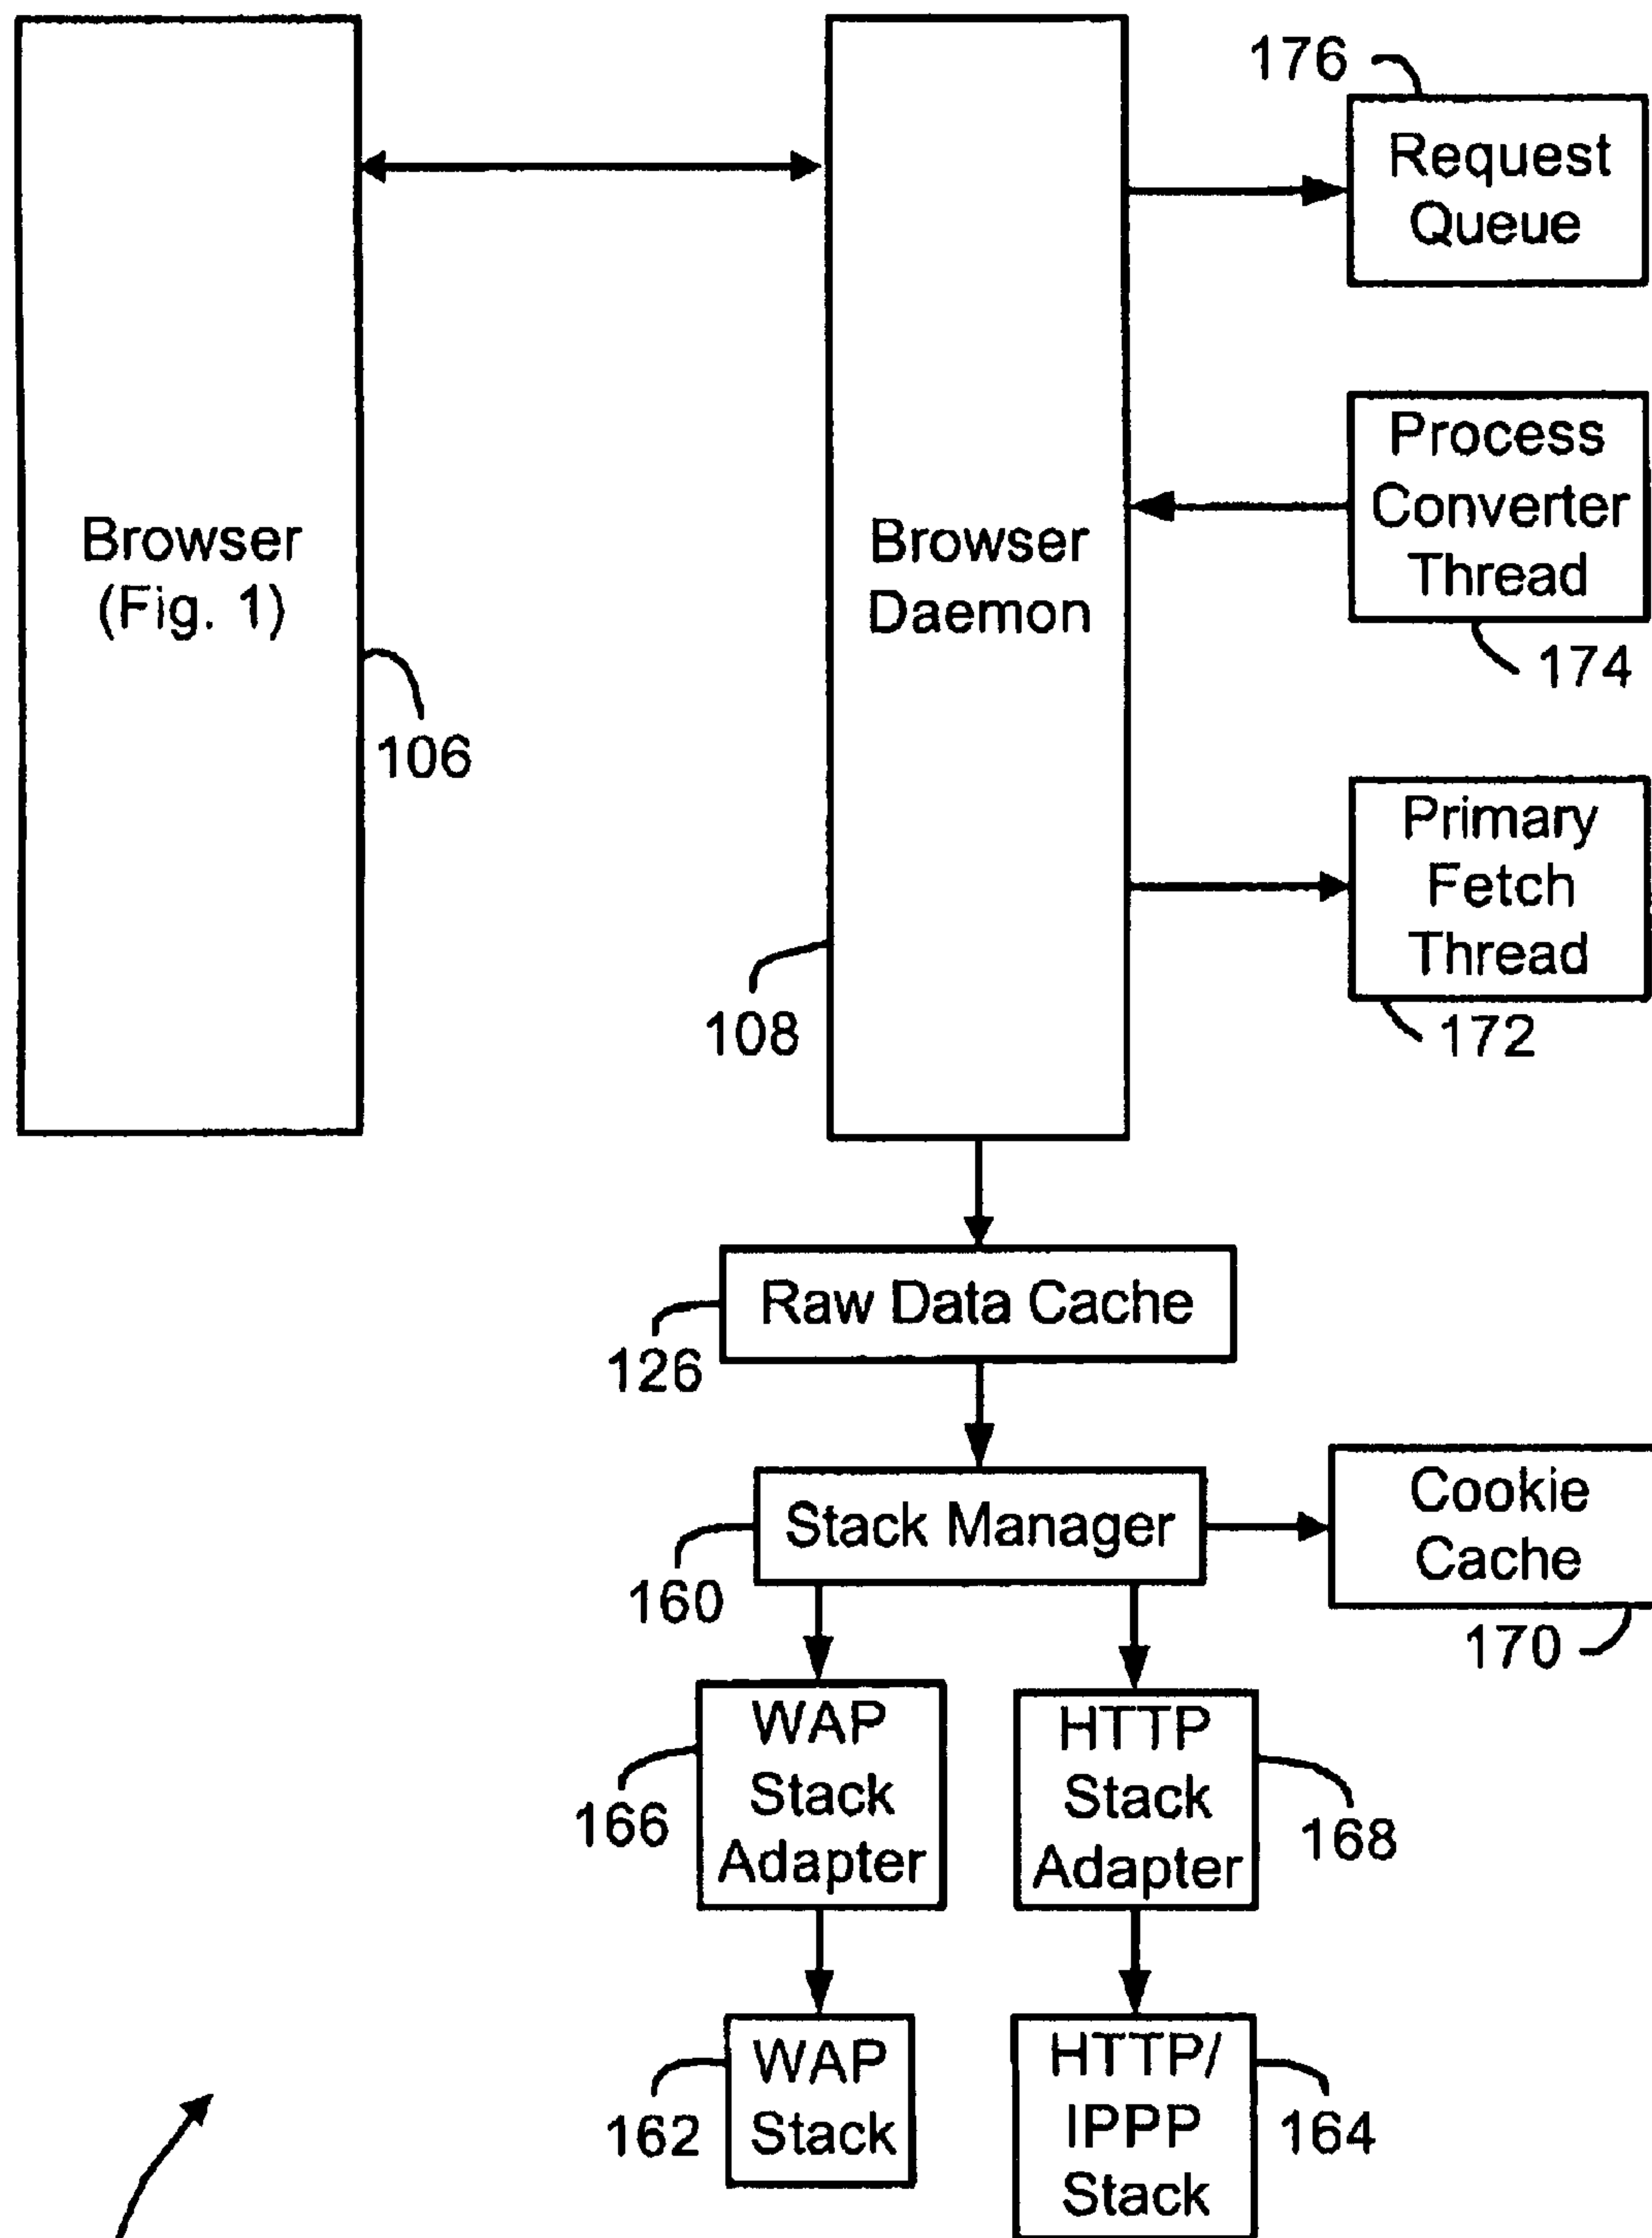 176
Request
Queue
Process
Converter
Thread
174
Browser
(Fig. 1)
106
Browser
Daemon
108
Primary
Fetch
Thread
172
Raw Data Cache
126
Stack Manager
160
Cookie
Cache
170
WAP
Stack
Adapter
166
HTTP
Stack
Adapter
168
WAP
Stack
162
HTTP/
IPPP
Stack
164